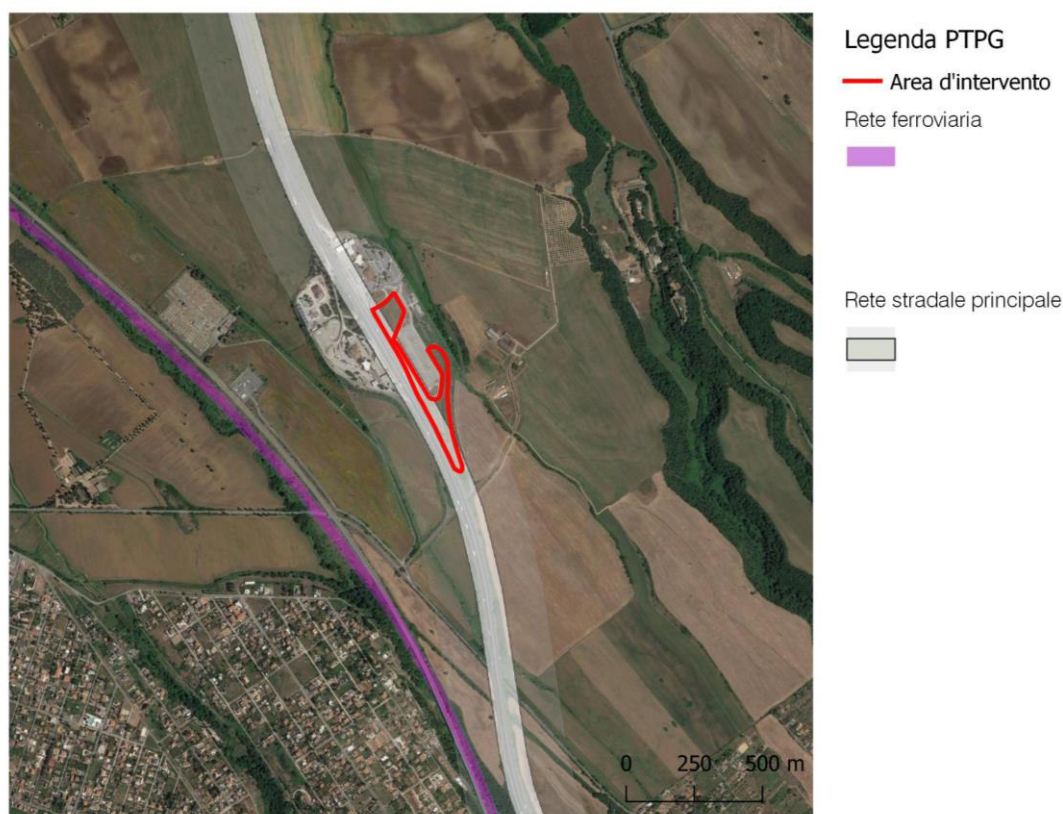 Legenda PTPG
Area d'intervento
Rete ferroviaria
Rete stradale principale
0 250 500 m